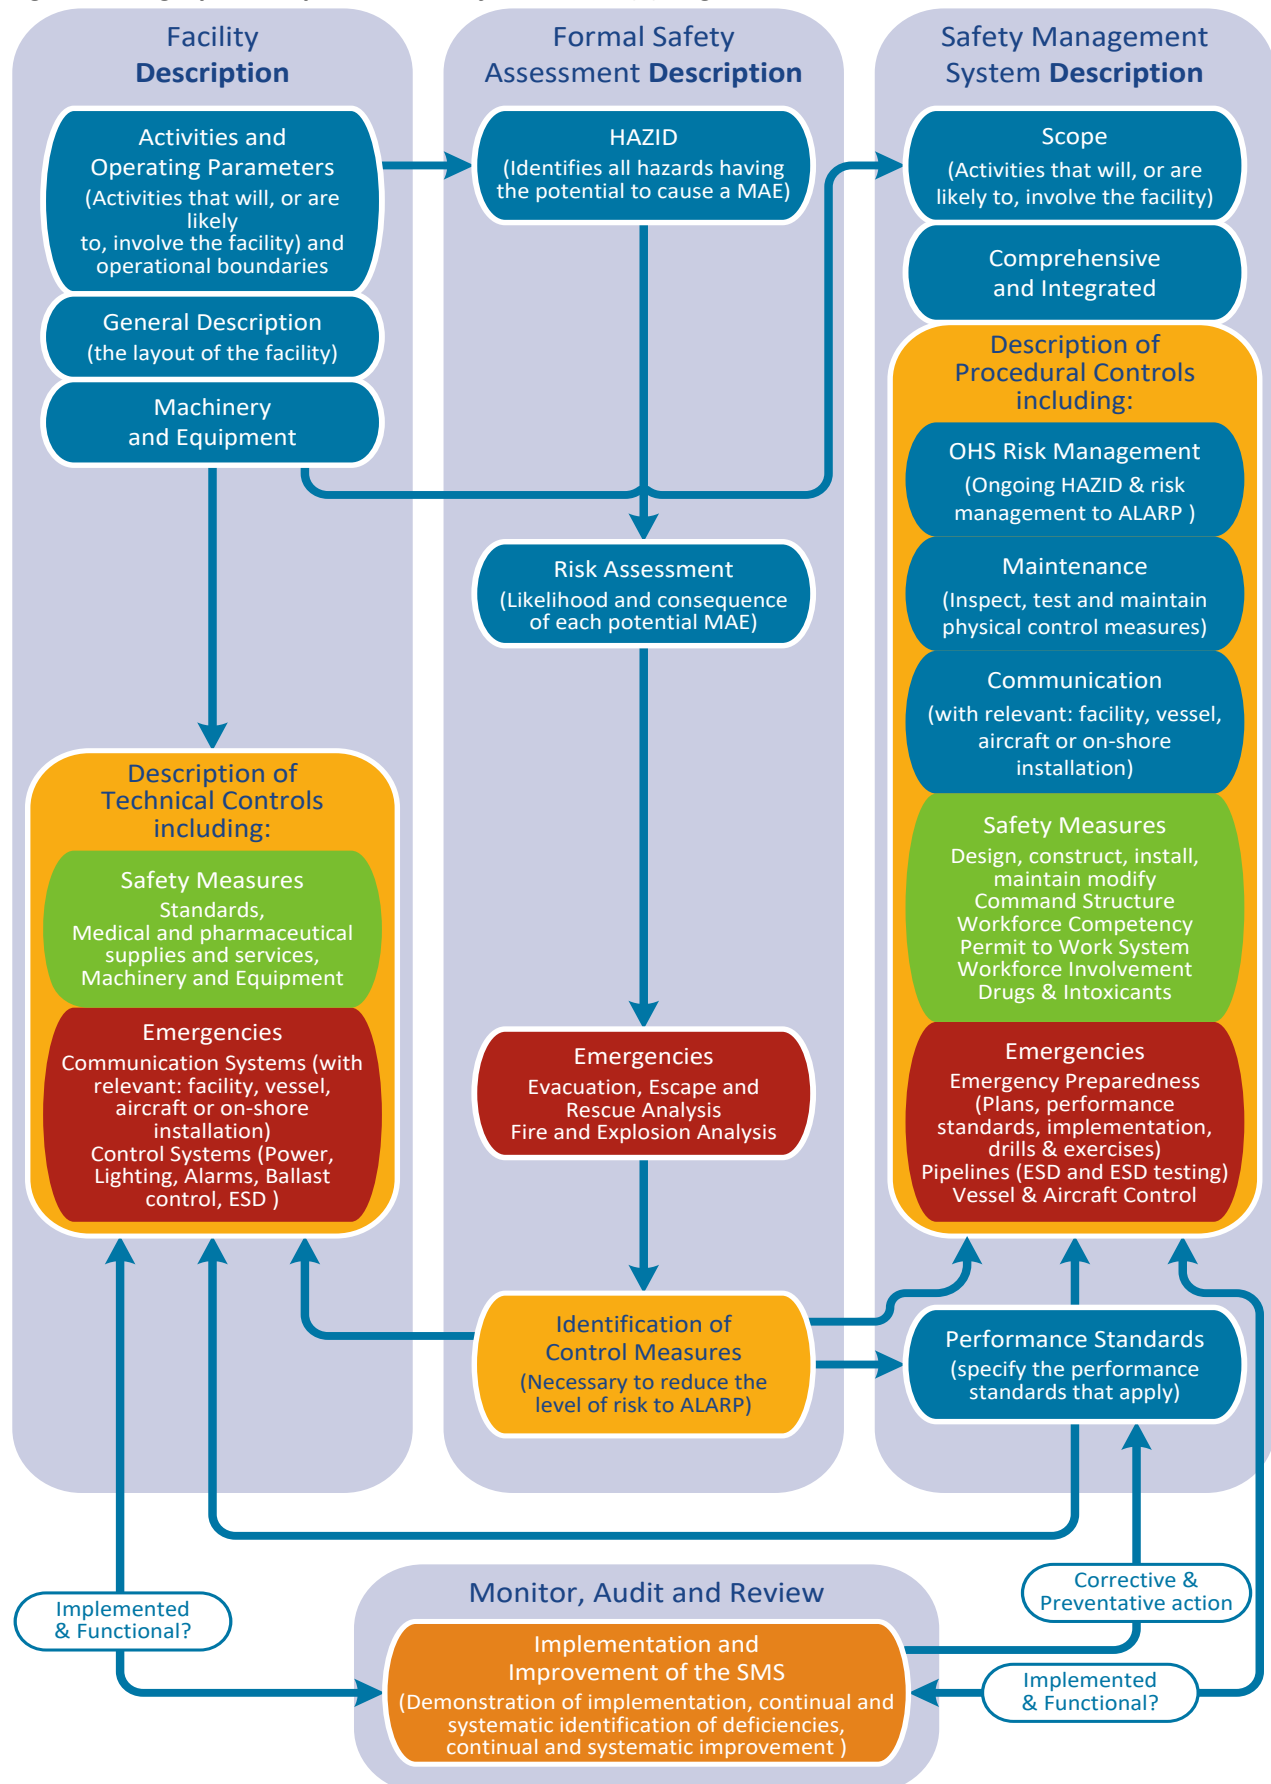 Facility
Description
Activities and
Operating Parameters
(Activities that will, or are
likely
to, involve the facility) and
operational boundaries
General Description
(the layout of the facility)
Machinery
and Equipment
Description of
Technical Controls
including:
Safety Measures
Standards,
Medical and pharmaceutical
supplies and services,
Machinery and Equipment
Emergencies
Communication Systems (with
relevant: facility, vessel,
aircraft or on-shore
installation)
Control Systems (Power,
Lighting, Alarms, Ballast
control, ESD )
Formal Safety
Assessment Description
HAZID
(Identifies all hazards having
the potential to cause a MAE)
Risk Assessment
(Likelihood and consequence
of each potential MAE)
Emergencies
Evacuation, Escape and
Rescue Analysis
Fire and Explosion Analysis
Identification of
Control Measures
(Necessary to reduce the
level of risk to ALARP)
Safety Management
System Description
Scope
(Activities that will, or are
likely to, involve the facility)
Comprehensive
and Integrated
Description of
Procedural Controls
including:
OHS Risk Management
(Ongoing HAZID & risk
management to ALARP )
Maintenance
(Inspect, test and maintain
physical control measures)
Communication
(with relevant: facility, vessel,
aircraft or on-shore
installation)
Safety Measures
Design, construct, install,
maintain modify
Command Structure
Workforce Competency
Permit to Work System
Workforce Involvement
Drugs & Intoxicants
Emergencies
Emergency Preparedness
(Plans, performance
standards, implementation,
drills & exercises)
Pipelines (ESD and ESD testing)
Vessel & Aircraft Control
Performance Standards
(specify the performance
standards that apply)
Implemented
& Functional?
Monitor, Audit and Review
Implementation and
Improvement of the SMS
(Demonstration of implementation, continual and
systematic identification of deficiencies,
continual and systematic improvement )
Corrective &
Preventative action
Implemented
& Functional?